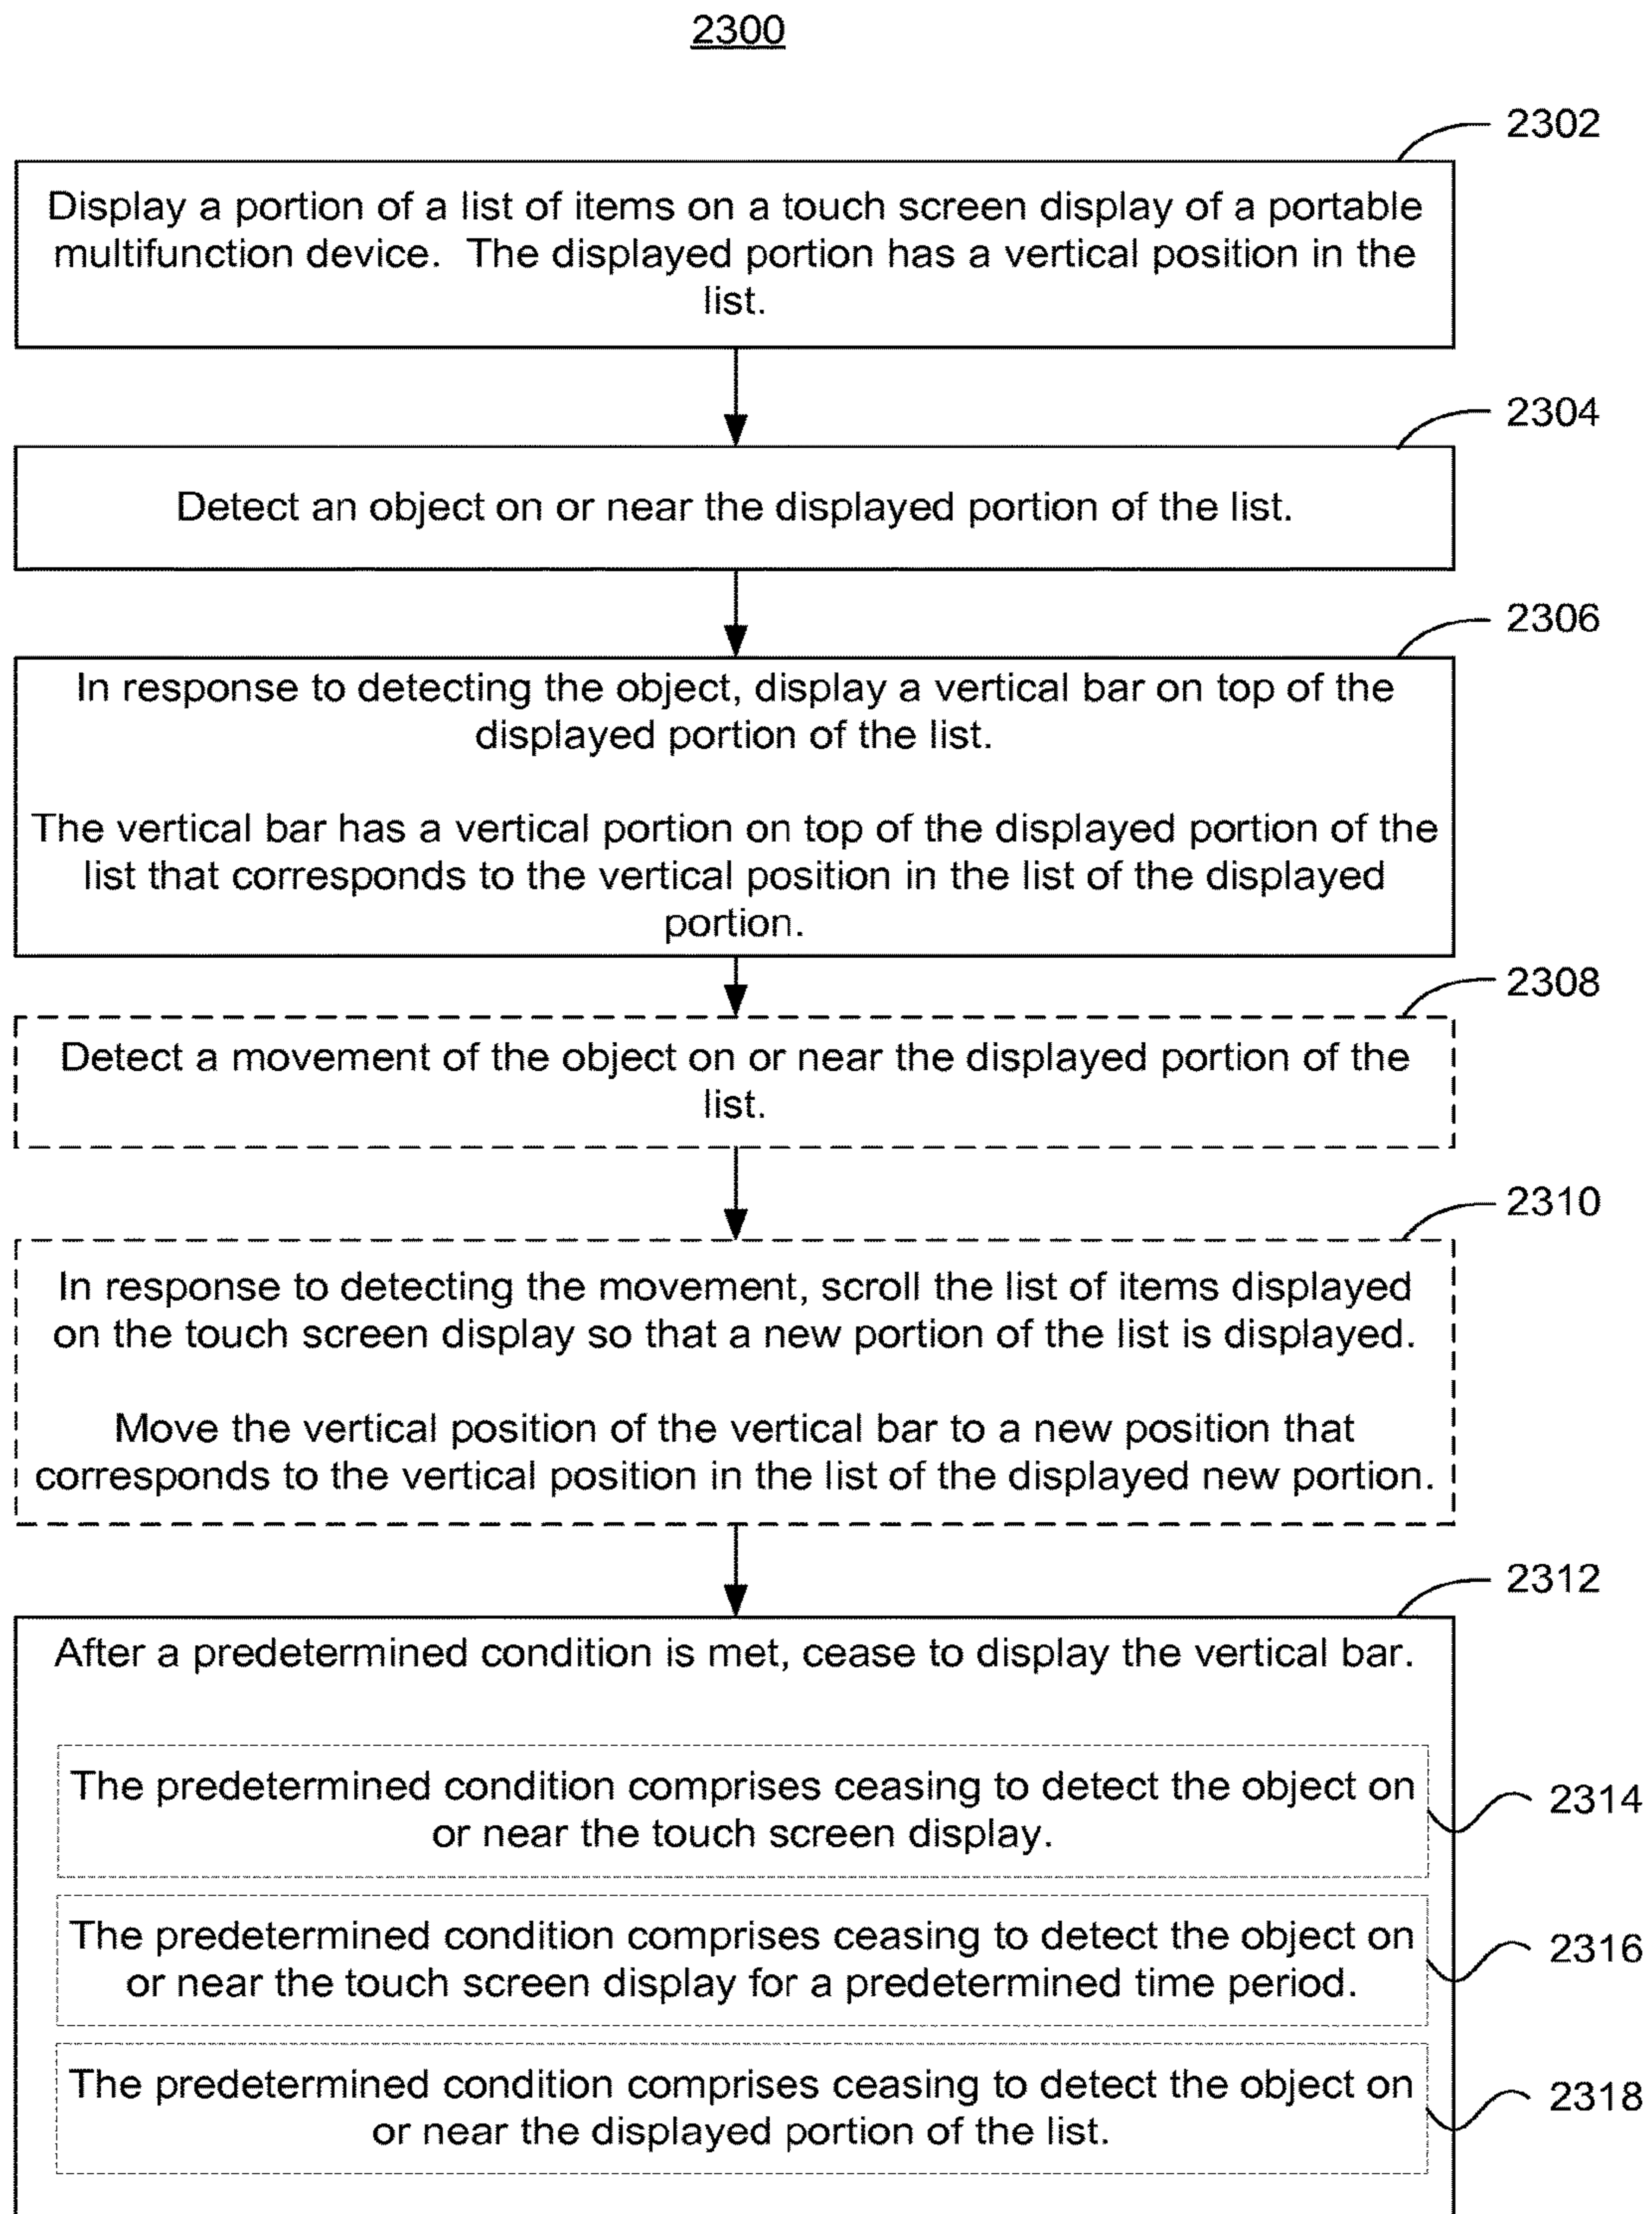 2300
2302
Display a portion of a list of items on a touch screen display of a portable
multifunction device.  The displayed portion has a vertical position in the
list.
2304
Detect an object on or near the displayed portion of the list.
2306
In response to detecting the object, display a vertical bar on top of the
displayed portion of the list.
The vertical bar has a vertical portion on top of the displayed portion of the
list that corresponds to the vertical position in the list of the displayed
portion.
2308
Detect a movement of the object on or near the displayed portion of the
list.
2310
In response to detecting the movement, scroll the list of items displayed
on the touch screen display so that a new portion of the list is displayed.
Move the vertical position of the vertical bar to a new position that
corresponds to the vertical position in the list of the displayed new portion.
2312
After a predetermined condition is met, cease to display the vertical bar.
The predetermined condition comprises ceasing to detect the object on
or near the touch screen display.
2314
The predetermined condition comprises ceasing to detect the object on
or near the touch screen display for a predetermined time period.
2316
The predetermined condition comprises ceasing to detect the object on
or near the displayed portion of the list.
2318